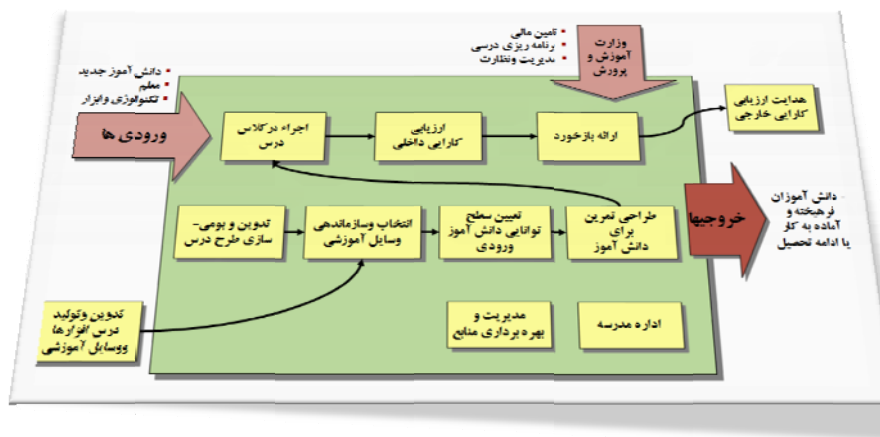 تامین مالی
رنامه ریزی درسی
مدیریت ونظارت
وزارت
آموزش و
پرورش
دانش آموز جدید
معلم
تکنولوژی وابزار
ورودی ها
اجراء درکلاس
درس
ارزیابی
کارایی داخلی
ارائه بازخورد
هدایت ارزیابی
کارایی خارجی
تدوین و بومی-
سازی طرح درس
انتخاب وسازماندهی
وسایل آموزشی
تعیین سطح
توانایی دانش آموز
ورودی
طراحی تمرین
برای
دانش آموز
خروجیها
دانش آموزان
فرهیخته و
آماده به کار
یا ادامه تحصیل
تدوین وتولید
درس افزارها
ووسایل آموزشی
مدیریت و
بهره برداری منابع
اداره مدرسه